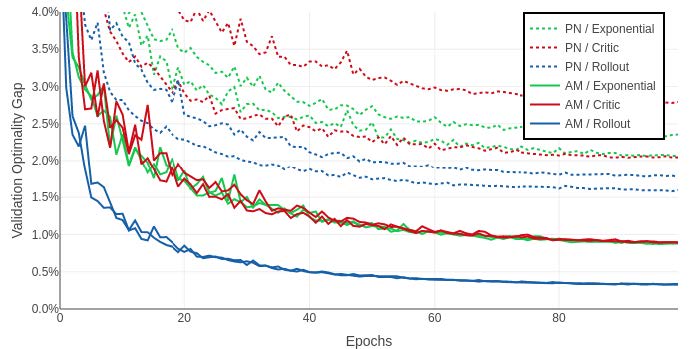 4.0%
3.5%
3.0%
2.5%
2.0%
1.5%
1.0%
0.5%
0.0%
Validation Optimality Gap
0 20 40 60 80
Epochs
PN / Exponential
PN / Critic
PN / Rollout
AM / Exponential
AM / Critic
AM / Rollout